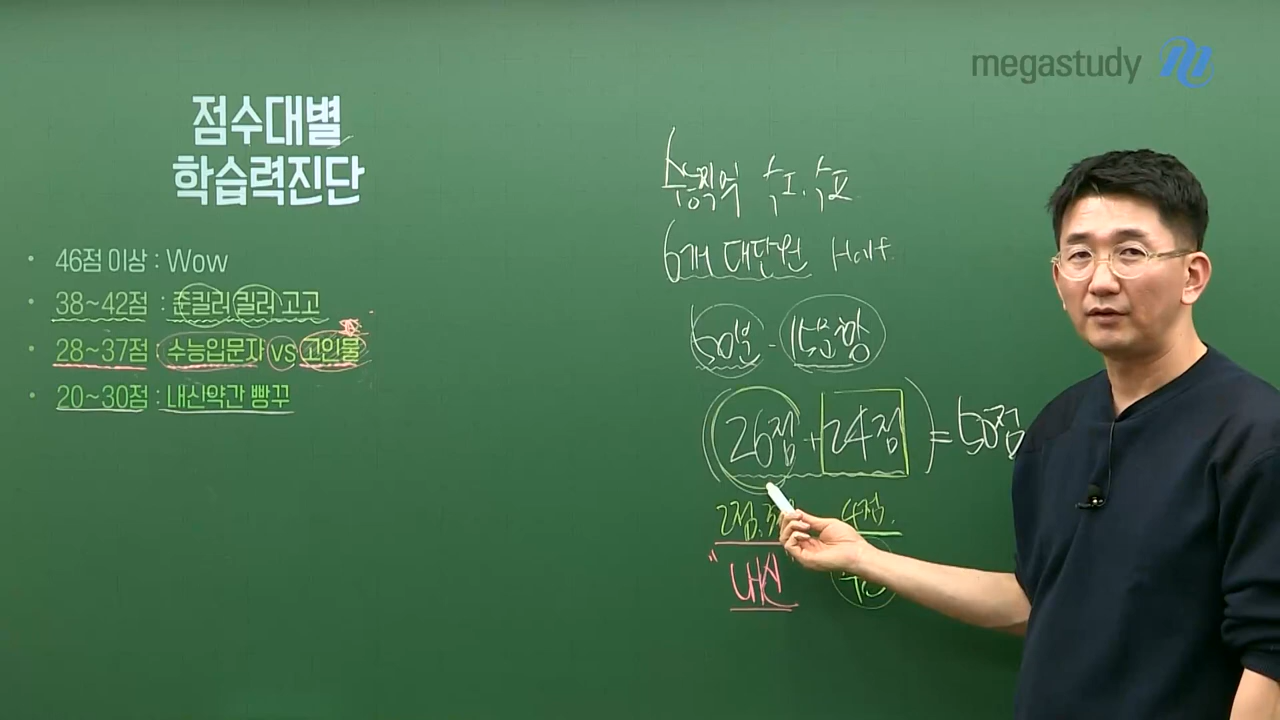 megastudy
점수대별
학습력진단
• 46점 이상 : Wow
• 38~42점 : 준킬러 킬러 고고
• 28~37점 : 수능입문자 vs 고인물
• 20~30점 : 내신약간 빵꾸
수직어 수I, 수II
6개 대단원 Half
50분 - 15문항
(26점 + 24점) = 50점
2점, 3 4점.
"내신"